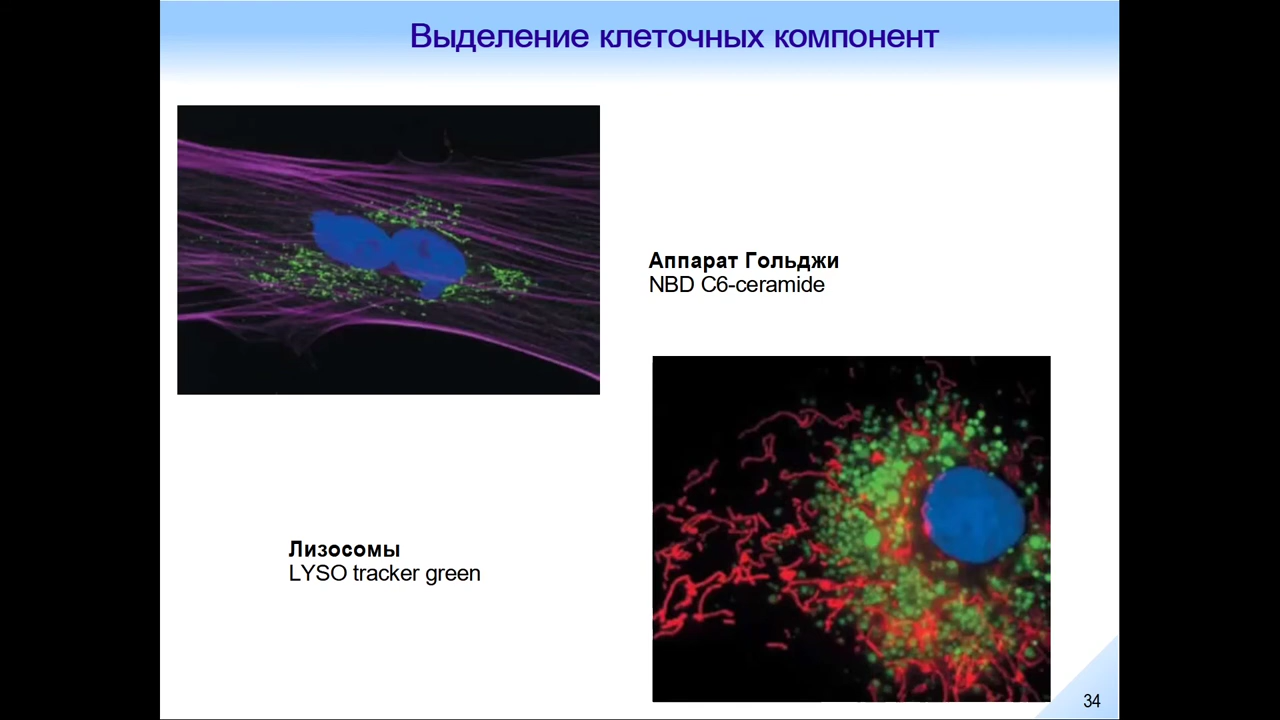 Выделение клеточных компонент
Аппарат Гольджи
NBD C6-ceramide
Лизосомы
LYSO tracker green
34